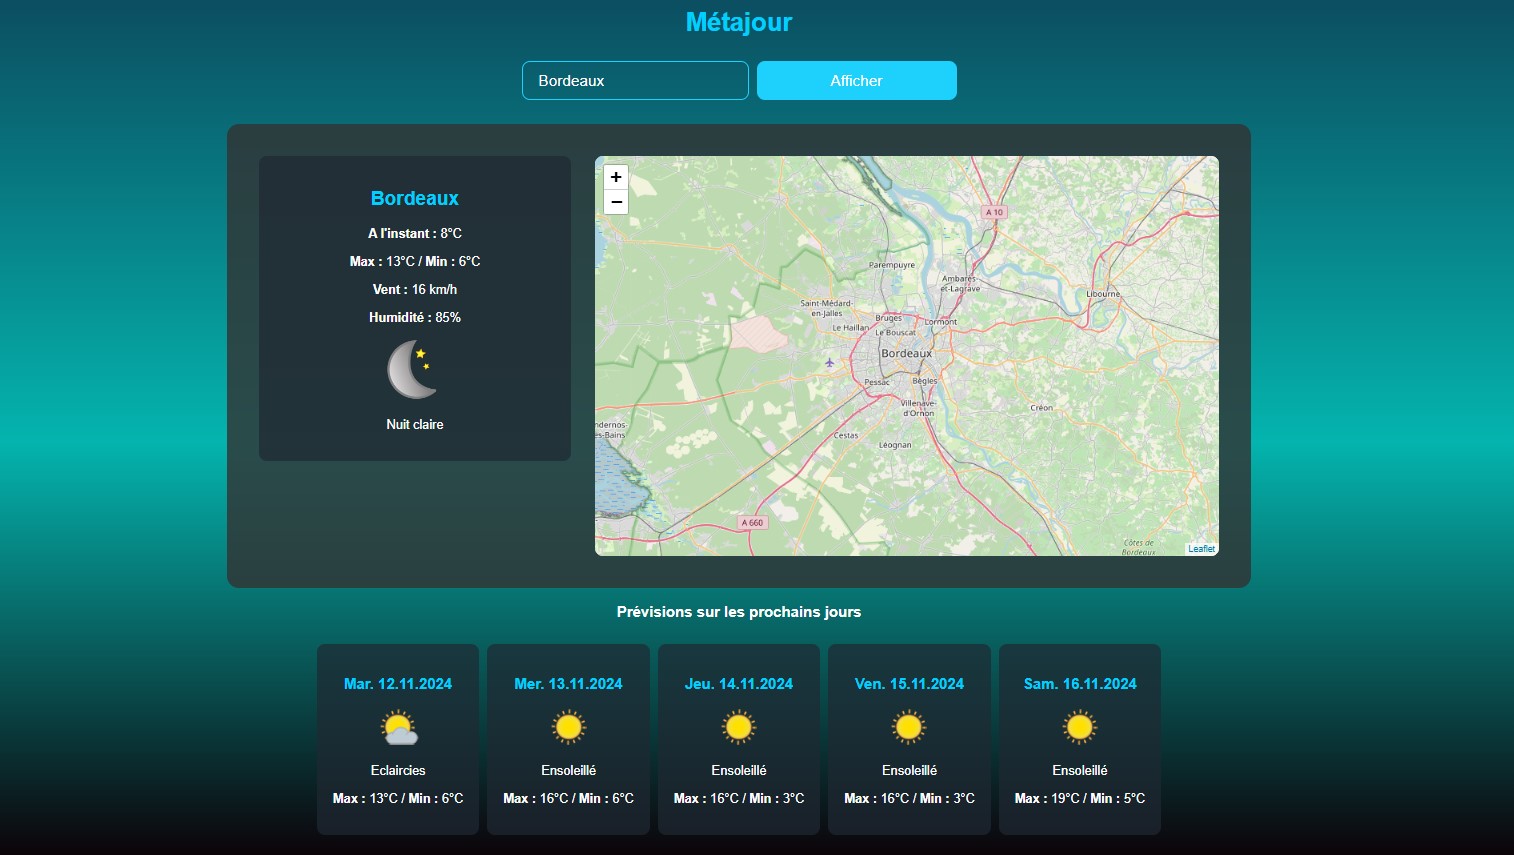 Métajour
Bordeaux
Afficher
Bordeaux
A l'instant : 8°C
Max : 13°C / Min : 6°C
Vent : 16 km/h
Humidité : 85%
Nuit claire
+
−
A 10
Parempuyre
Ambarès-
et-Lagrave
Saint-Médard-
en-Jalles
Libourne
Bruges
Lormont
Le Haillan
Le Bouscat
Bordeaux
Pessac
Bègles
Villenave-
d'Ornon
Créon
ndernos-
es-Bains
Cestas
Léognan
A 660
Côtes de
Bordeaux
Leaflet
Prévisions sur les prochains jours
Mar. 12.11.2024
Eclaircies
Max : 13°C / Min : 6°C
Mer. 13.11.2024
Ensoleillé
Max : 16°C / Min : 6°C
Jeu. 14.11.2024
Ensoleillé
Max : 16°C / Min : 3°C
Ven. 15.11.2024
Ensoleillé
Max : 16°C / Min : 3°C
Sam. 16.11.2024
Ensoleillé
Max : 19°C / Min : 5°C